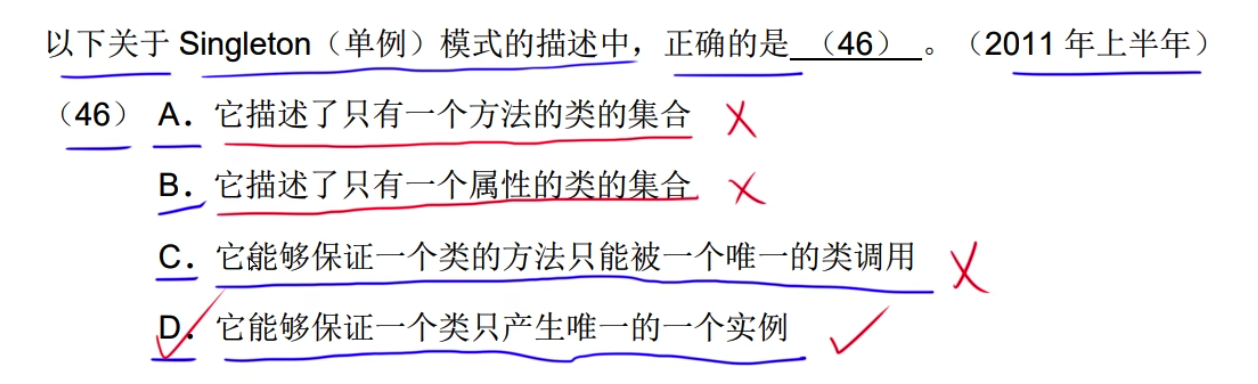 以下关于 Singleton（单例）模式的描述中，正确的是 （46） 。（2011 年上半年）
（46） A．它描述了只有一个方法的类的集合
B．它描述了只有一个属性的类的集合
C．它能够保证一个类的方法只能被一个唯一的类调用
D．它能够保证一个类只产生唯一的一个实例